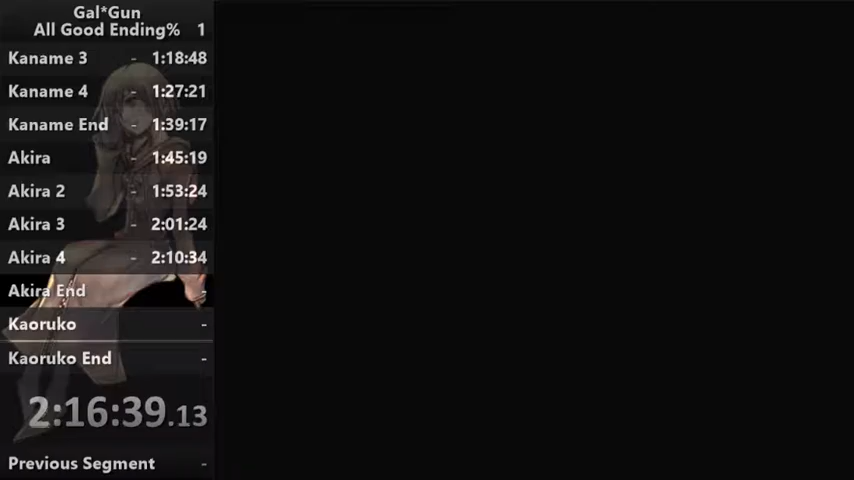 Gal*Gun
All Good Ending% 1
Kaname 3 - 1:18:48
Kaname 4 - 1:27:21
Kaname End - 1:39:17
Akira - 1:45:19
Akira 2 - 1:53:24
Akira 3 - 2:01:24
Akira 4 - 2:10:34
Akira End -
Kaoruko -
Kaoruko End -
2:16:39.13
Previous Segment -